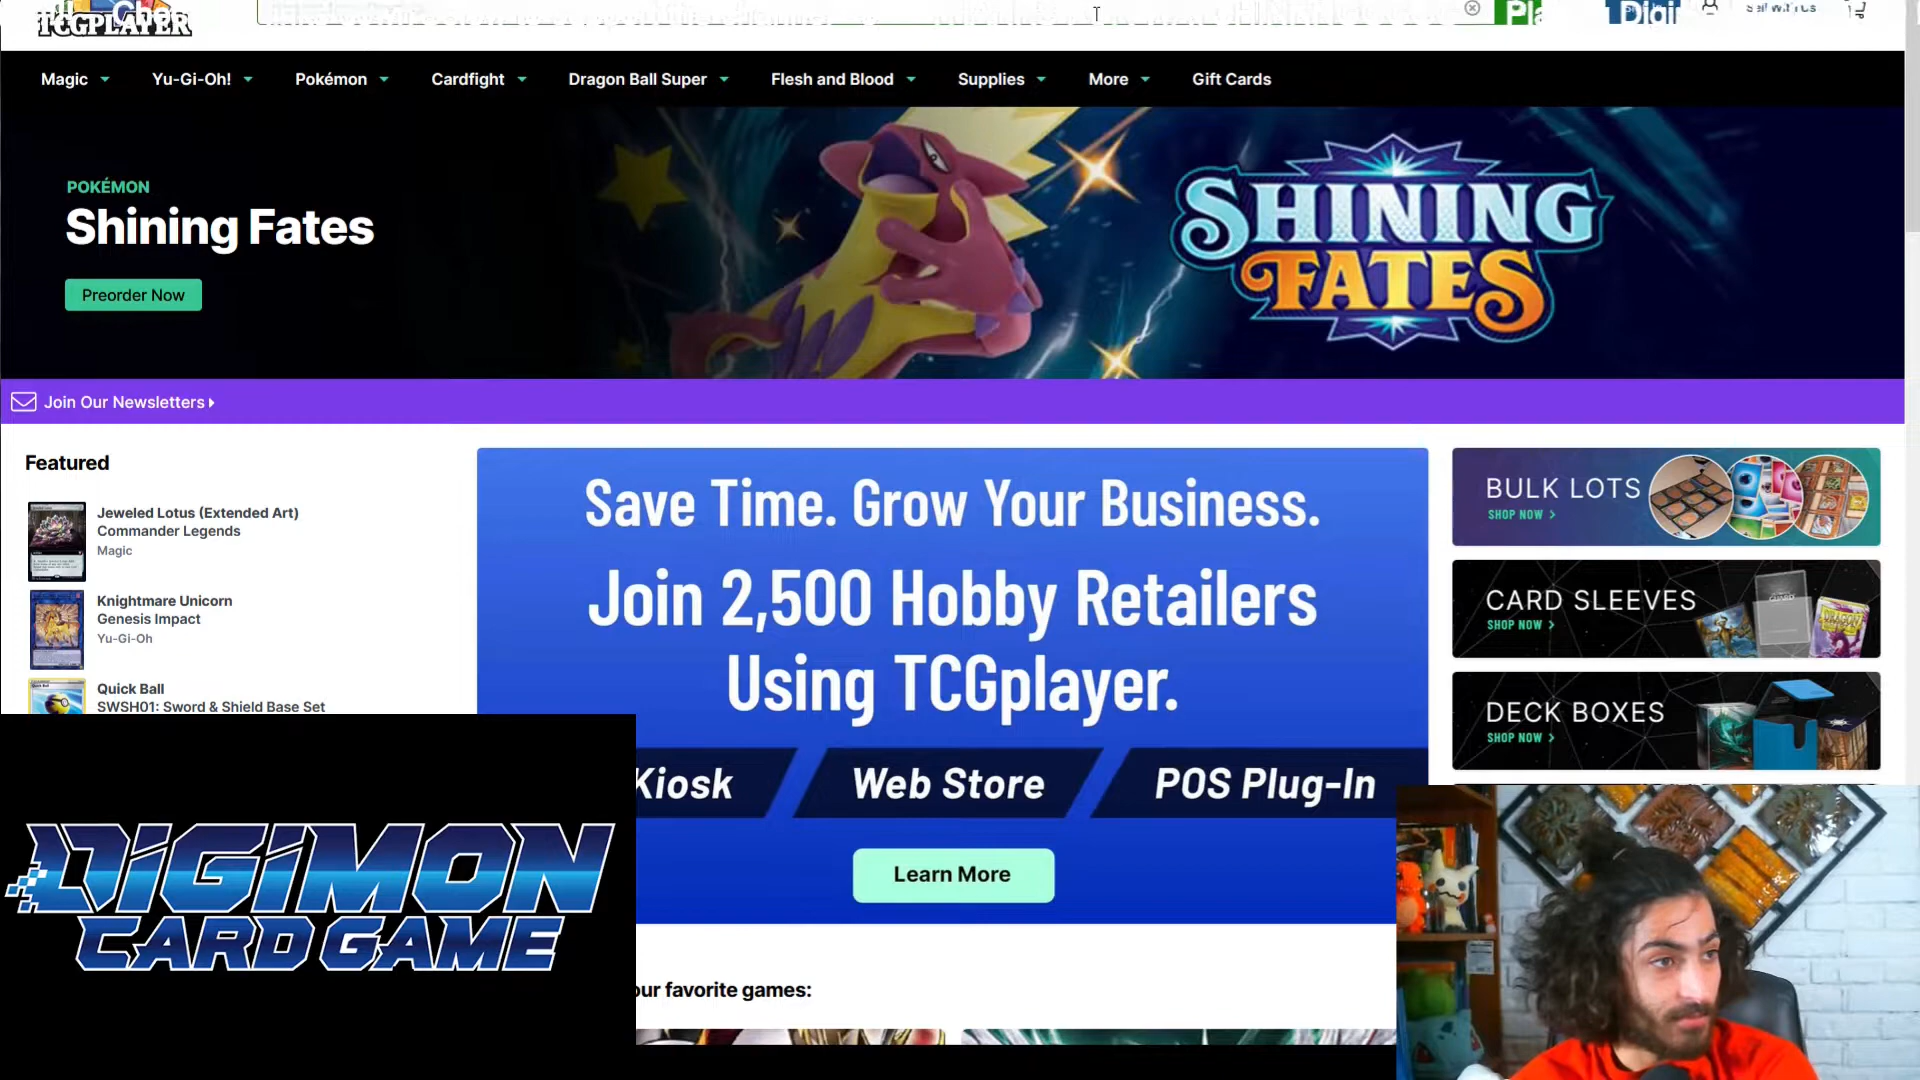 TCGPLAYER
Magic
Yu-Gi-Oh!
Pokémon
Cardfight
Dragon Ball Super
Flesh and Blood
Supplies
More
Gift Cards
POKÉMON
Shining Fates
Preorder Now
SHINING
FATES
Join Our Newsletters
Featured
Jeweled Lotus (Extended Art)
Commander Legends
Magic
Knightmare Unicorn
Genesis Impact
Yu-Gi-Oh
Quick Ball
SWSH01: Sword & Shield Base Set
Save Time. Grow Your Business.
Join 2,500 Hobby Retailers
Using TCGplayer.
Kiosk
Web Store
POS Plug-In
Learn More
BULK LOTS
SHOP NOW
CARD SLEEVES
SHOP NOW
DECK BOXES
SHOP NOW
our favorite games:
DIGIMON
CARD GAME